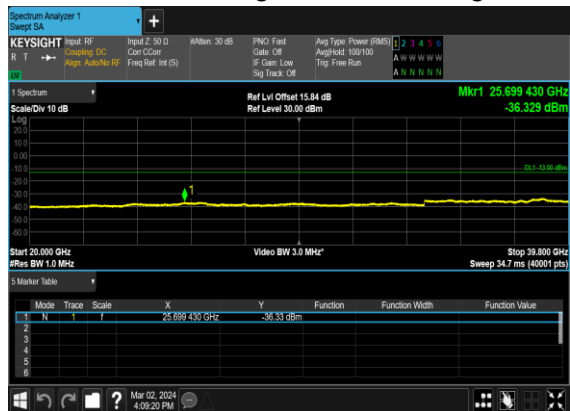 Spectrum Analyzer 1
Swept SA
KEYSIGHT Input: RF Input Z: 50 Ω #Atten: 30 dB PNO: Fast Avg Type: Power (RMS) 1 2 3 4 5 6
R T Coupling: DC Corr CCorr Gate: Off Avg|Hold: 100/100 A W W W W W
Align: Auto/No RF Freq Ref: Int (S) IF Gain: Low Trig: Free Run
LW Sig Track: Off A N N N N N
1 Spectrum Ref Lvl Offset 15.84 dB Mkr1 25.699 430 GHz
Scale/Div 10 dB Ref Level 30.00 dBm -36.329 dBm
Log
20.0
10.0
0.00
-10.0 DL1 -13.00 dBm
-20.0
-30.0 1
-40.0
-50.0
-60.0
Start 20.000 GHz Video BW 3.0 MHz* Stop 39.800 GHz
#Res BW 1.0 MHz Sweep 34.7 ms (40001 pts)
5 Marker Table
Mode Trace Scale X Y Function Function Width Function Value
1 N 1 f 25.699 430 GHz -36.33 dBm
2
3
4
5
6
? Mar 02, 2024
4:09:20 PM